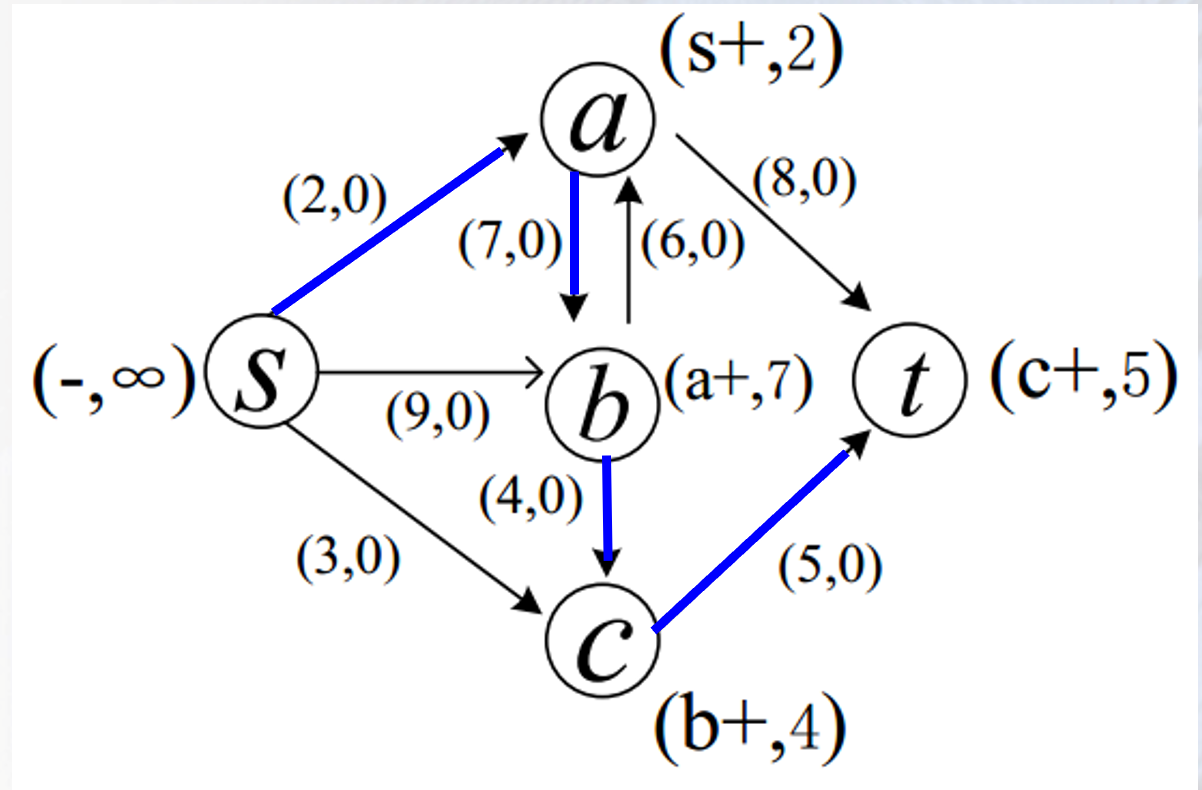 (s+,2)
a
(8,0)
(2,0)
(7,0)
(6,0)
(-,∞)
s
b
(a+,7)
t
(c+,5)
(9,0)
(4,0)
(3,0)
(5,0)
c
(b+,4)